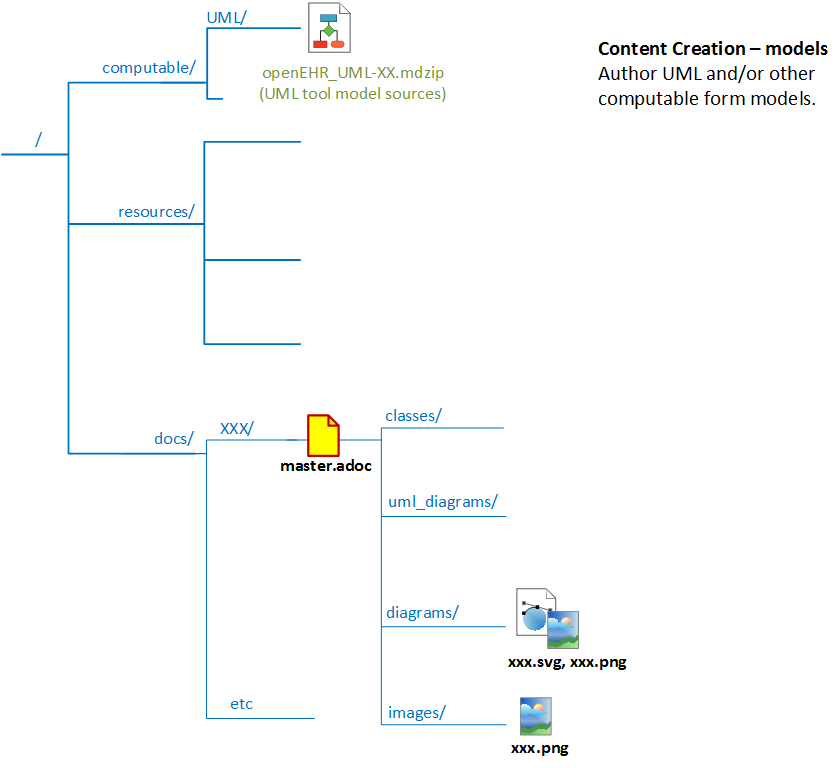 UML/
openEHR_UML-XX.mdzip
(UML tool model sources)
Content Creation – models
Author UML and/or other
computable form models.
computable/
/
resources/
docs/
XXX/
master.adoc
classes/
uml_diagrams/
diagrams/
xxx.svg, xxx.png
etc
images/
xxx.png